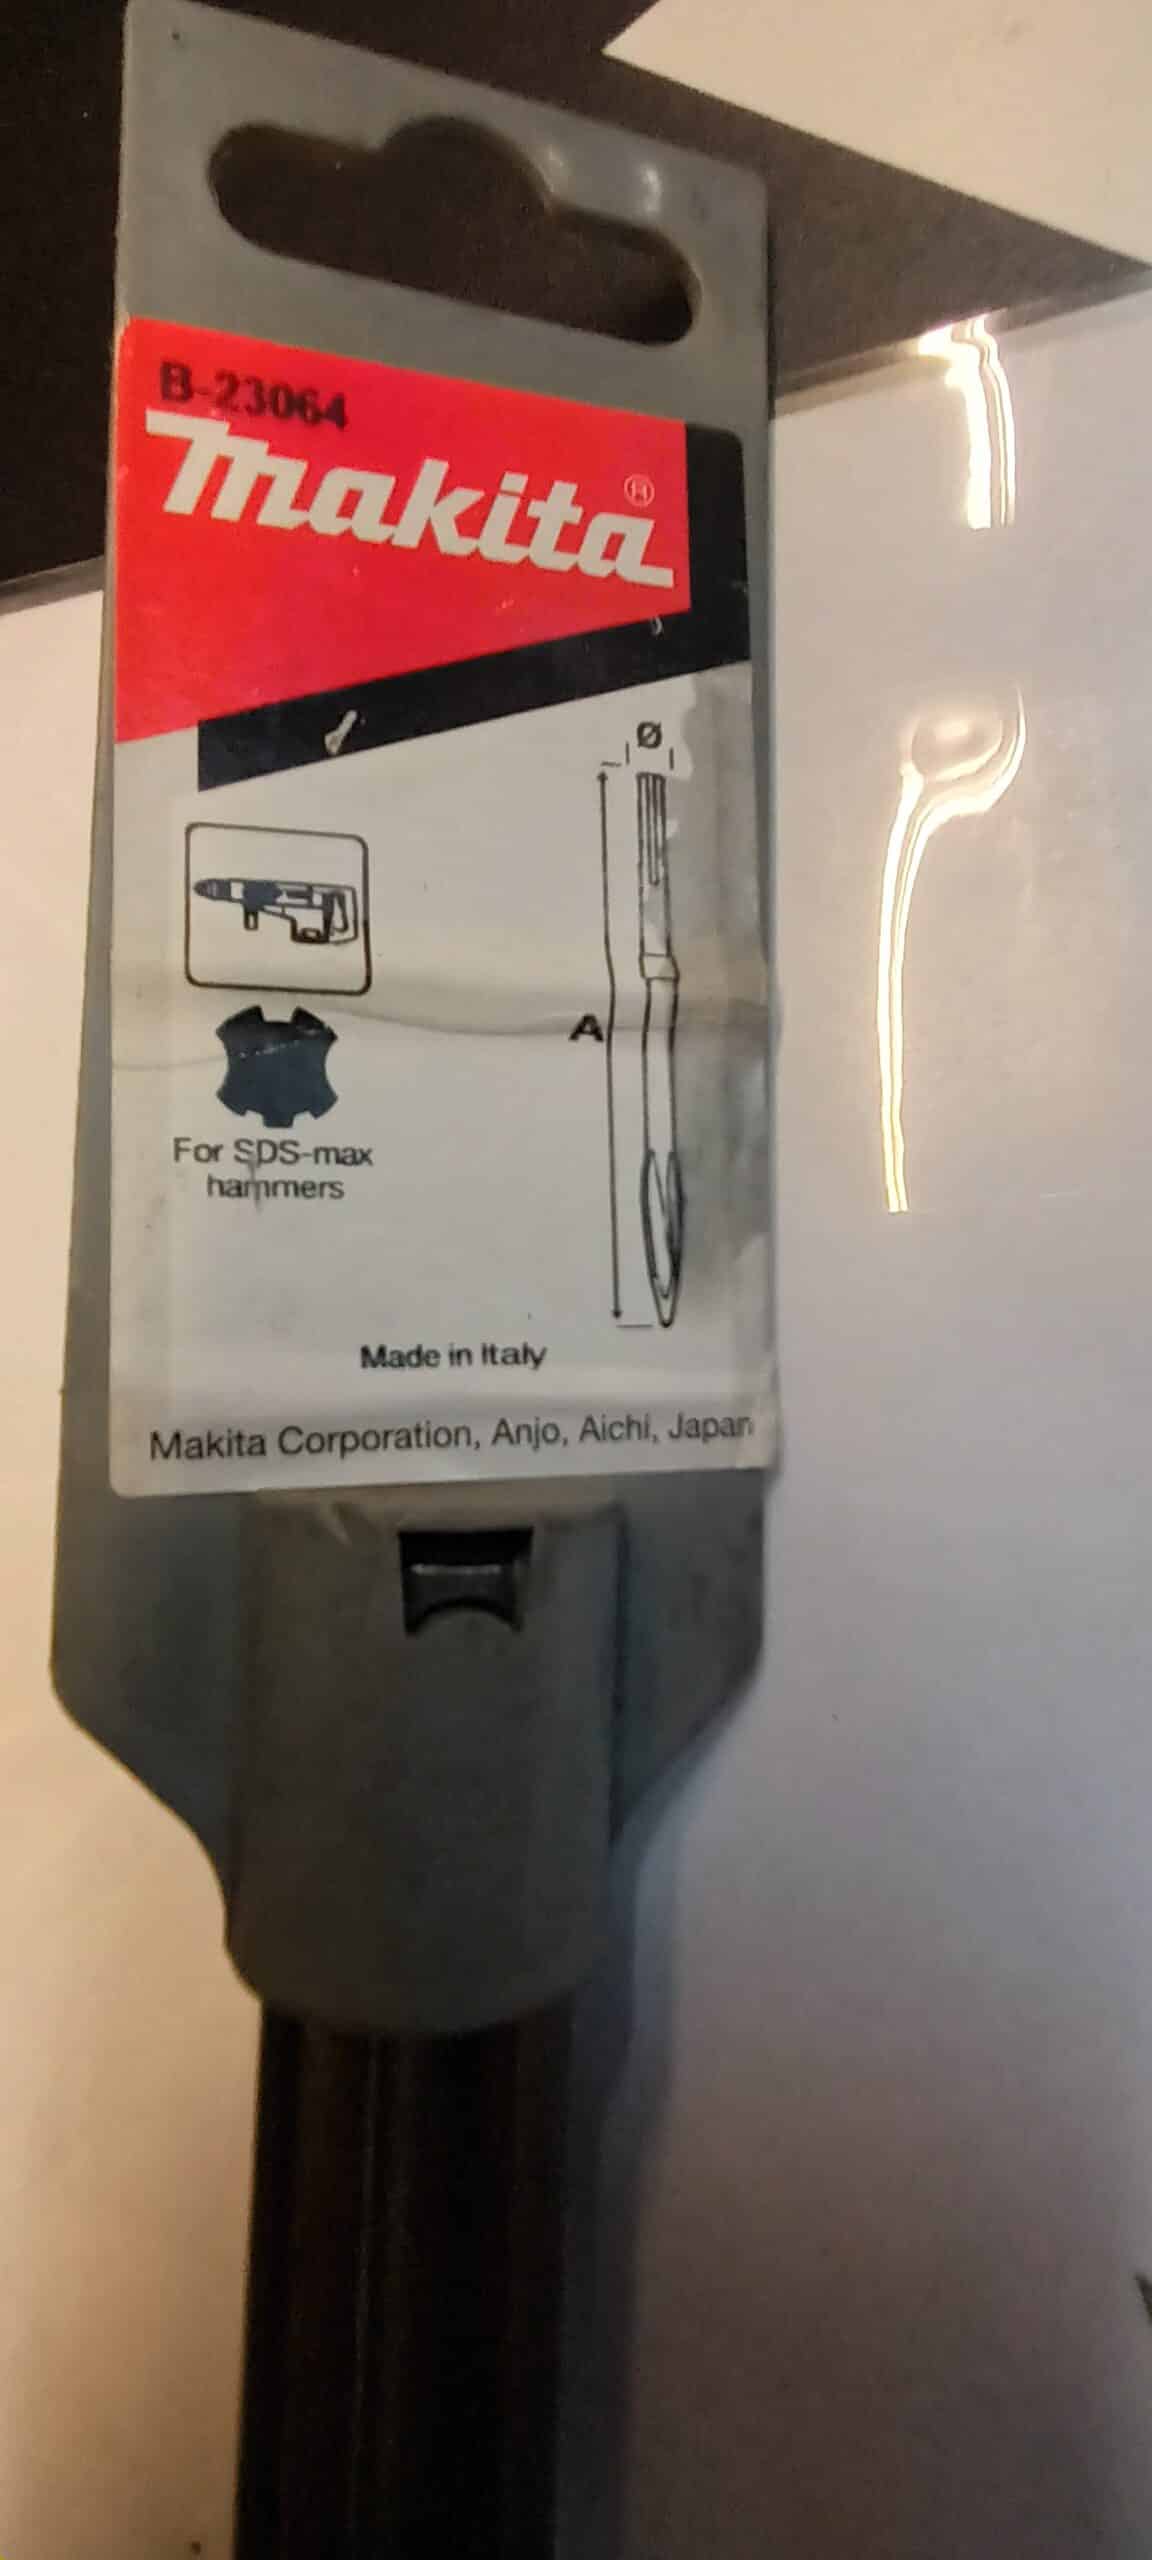 B-23064
makita®
Ø
A
For SDS-max
hammers
Made in Italy
Makita Corporation, Anjo, Aichi, Japan